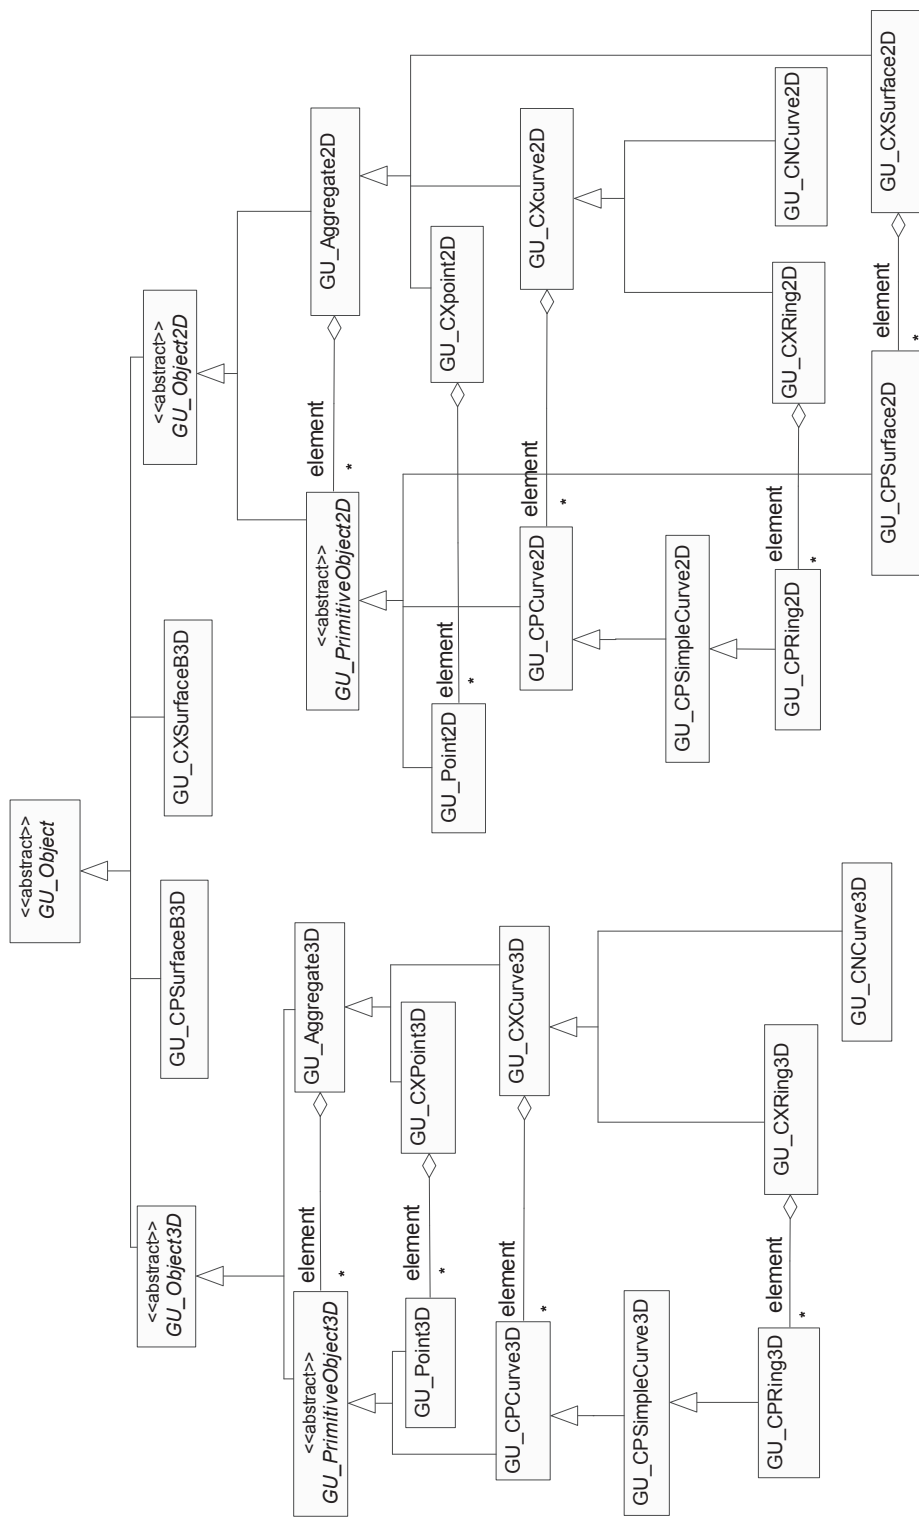 <<abstract>>
GU_Object
<<abstract>>
GU_Object3D
GU_CPSurfaceB3D
GU_CXSurfaceB3D
<<abstract>>
GU_Object2D
<<abstract>>
GU_PrimitiveObject3D
element
*
GU_Aggregate3D
GU_Point3D
element
*
GU_CXPoint3D
GU_CPCurve3D
element
*
GU_CXCurve3D
GU_CPSimpleCurve3D
GU_CPRing3D
element
*
GU_CXRing3D
GU_CNCurve3D
<<abstract>>
GU_PrimitiveObject2D
element
*
GU_Aggregate2D
GU_Point2D
element
*
GU_CXpoint2D
GU_CPCurve2D
element
*
GU_CXcurve2D
GU_CPSimpleCurve2D
GU_CPRing2D
element
*
GU_CXRing2D
GU_CNCurve2D
GU_CPSurface2D
element
*
GU_CXSurface2D